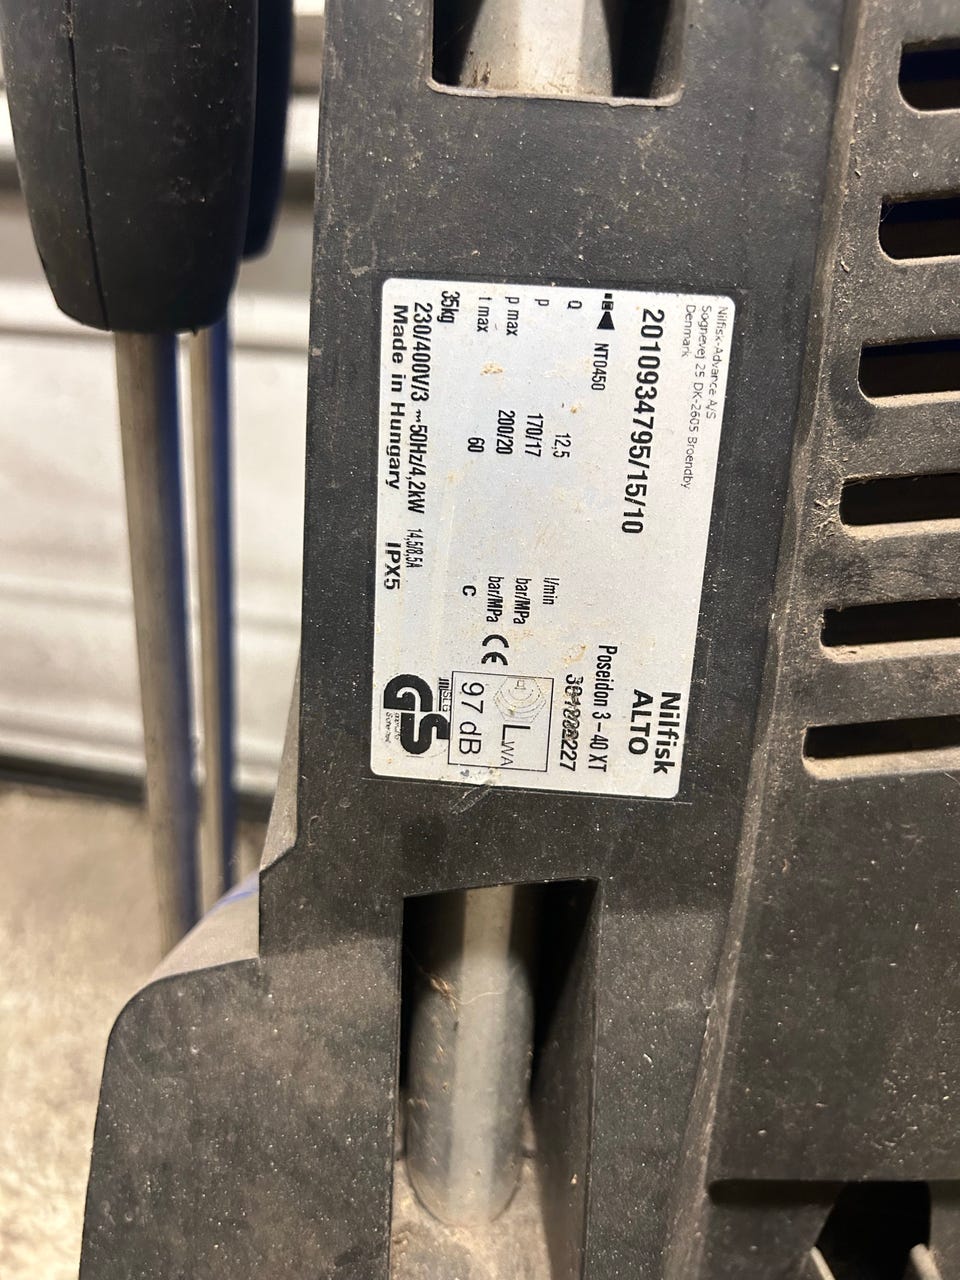 Nilfisk-Advance A/S
Sognevej 25 DK-2605 Broendby
Denmark
Nilfisk
ALTO
2010934795/15/10
Poseidon 3-40 XT
NT0450
Q 12,5 l/min
p 170/17 bar/MPa
p max 200/20 bar/MPa
t max 60 C
35kg
230/400V/3~50Hz/4,2kW 14,5/8,5A
Made in Hungary IPX5
CE
LWA
97 dB
GS